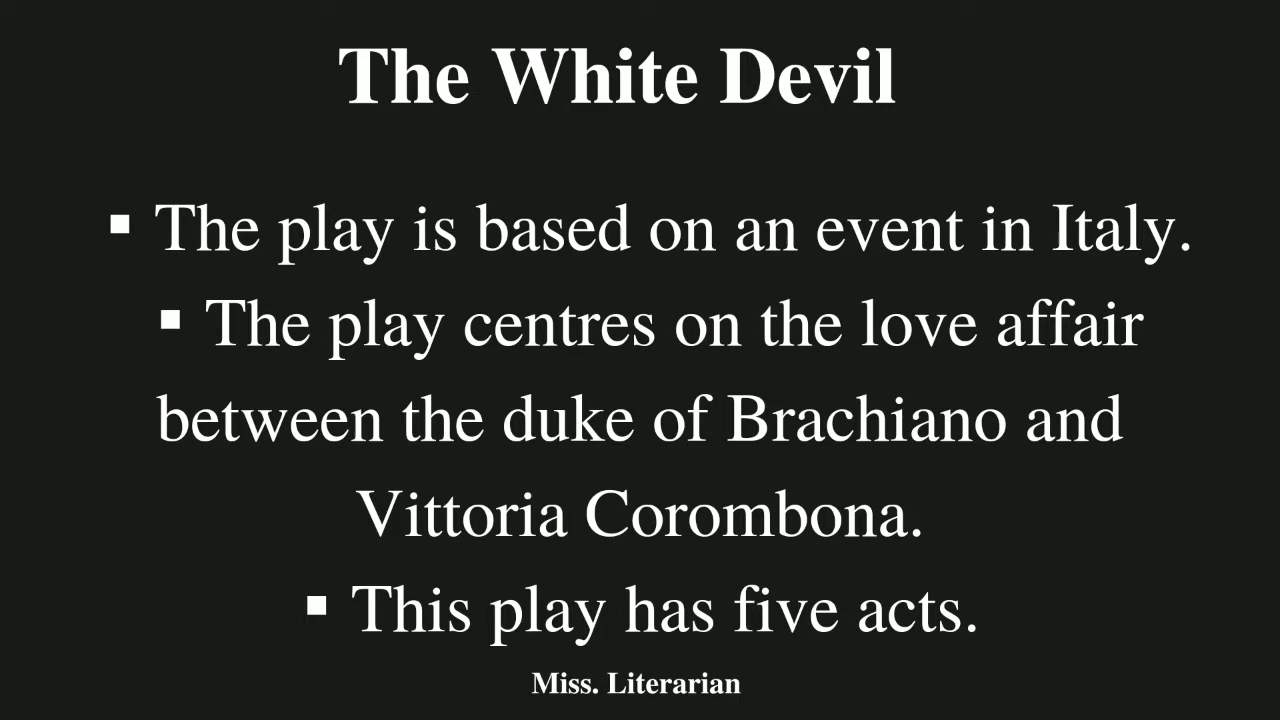 The White Devil
▪ The play is based on an event in Italy.
▪ The play centres on the love affair
between the duke of Brachiano and
Vittoria Corombona.
▪ This play has five acts.
Miss. Literarian